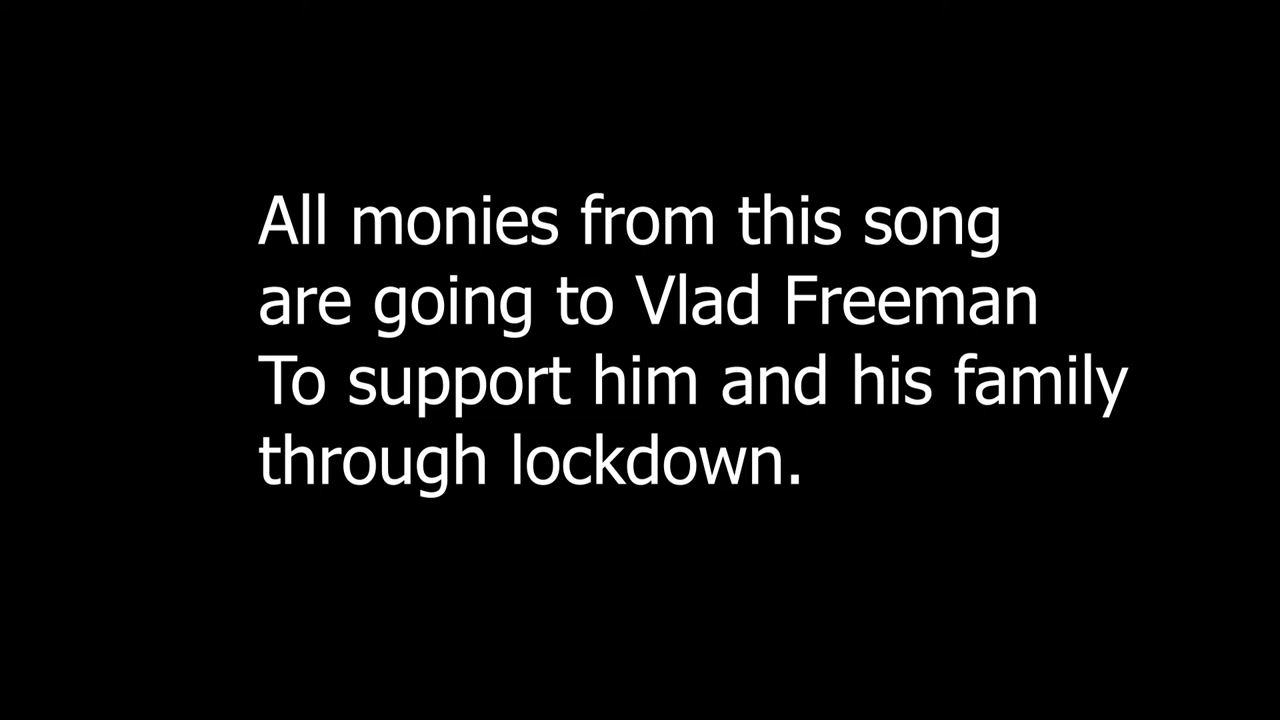 All monies from this song
are going to Vlad Freeman
To support him and his family
through lockdown.